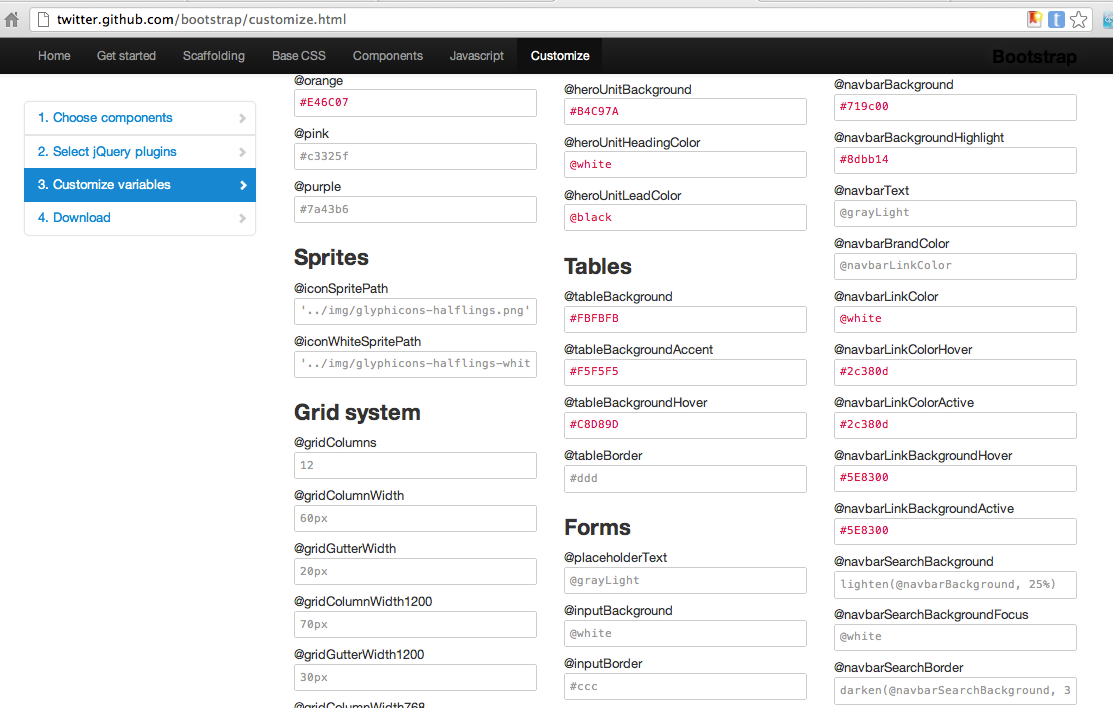 twitter.github.com/bootstrap/customize.html
Home Get started Scaffolding Base CSS Components Javascript Customize Bootstrap
1. Choose components
2. Select jQuery plugins
3. Customize variables
4. Download
@orange
#E46C07
@pink
#c3325f
@purple
#7a43b6
Sprites
@iconSpritePath
'../img/glyphicons-halflings.png'
@iconWhiteSpritePath
'../img/glyphicons-halflings-whit
Grid system
@gridColumns
12
@gridColumnWidth
60px
@gridGutterWidth
20px
@gridColumnWidth1200
70px
@gridGutterWidth1200
30px
@gridColumnWidth768
@heroUnitBackground
#B4C97A
@heroUnitHeadingColor
@white
@heroUnitLeadColor
@black
Tables
@tableBackground
#FBFBFB
@tableBackgroundAccent
#F5F5F5
@tableBackgroundHover
#C8D89D
@tableBorder
#ddd
Forms
@placeholderText
@grayLight
@inputBackground
@white
@inputBorder
#ccc
@navbarBackground
#719c00
@navbarBackgroundHighlight
#8dbb14
@navbarText
@grayLight
@navbarBrandColor
@navbarLinkColor
@navbarLinkColor
@white
@navbarLinkColorHover
#2c380d
@navbarLinkColorActive
#2c380d
@navbarLinkBackgroundHover
#5E8300
@navbarLinkBackgroundActive
#5E8300
@navbarSearchBackground
lighten(@navbarBackground, 25%)
@navbarSearchBackgroundFocus
@white
@navbarSearchBorder
darken(@navbarSearchBackground, 3